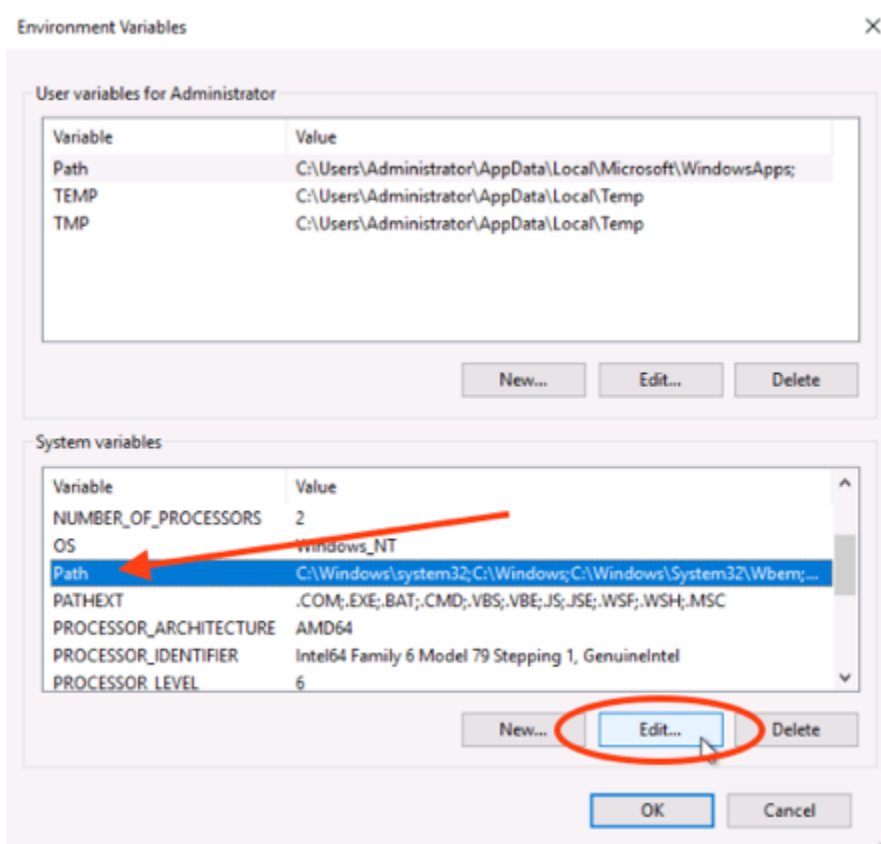 Environment Variables
User variables for Administrator
Variable Value
Path C:\Users\Administrator\AppData\Local\Microsoft\WindowsApps;
TEMP C:\Users\Administrator\AppData\Local\Temp
TMP C:\Users\Administrator\AppData\Local\Temp
New... Edit... Delete
System variables
Variable Value
NUMBER_OF_PROCESSORS 2
OS Windows_NT
Path C:\Windows\system32;C:\Windows;C:\Windows\System32\Wbem;...
PATHEXT .COM;.EXE;.BAT;.CMD;.VBS;.VBE;.JS;.JSE;.WSF;.WSH;.MSC
PROCESSOR_ARCHITECTURE AMD64
PROCESSOR_IDENTIFIER Intel64 Family 6 Model 79 Stepping 1, GenuineIntel
PROCESSOR_LEVEL 6
New... Edit... Delete
OK Cancel